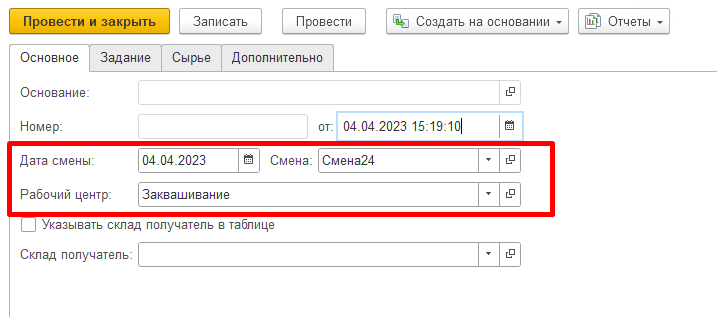 Провести и закрыть Записать Провести Создать на основании Отчеты
Основное Задание Сырье Дополнительно
Основание:
Номер: от: 04.04.2023 15:19:10
Дата смены: 04.04.2023 Смена: Смена24
Рабочий центр: Заквашивание
Указывать склад получатель в таблице
Склад получатель: